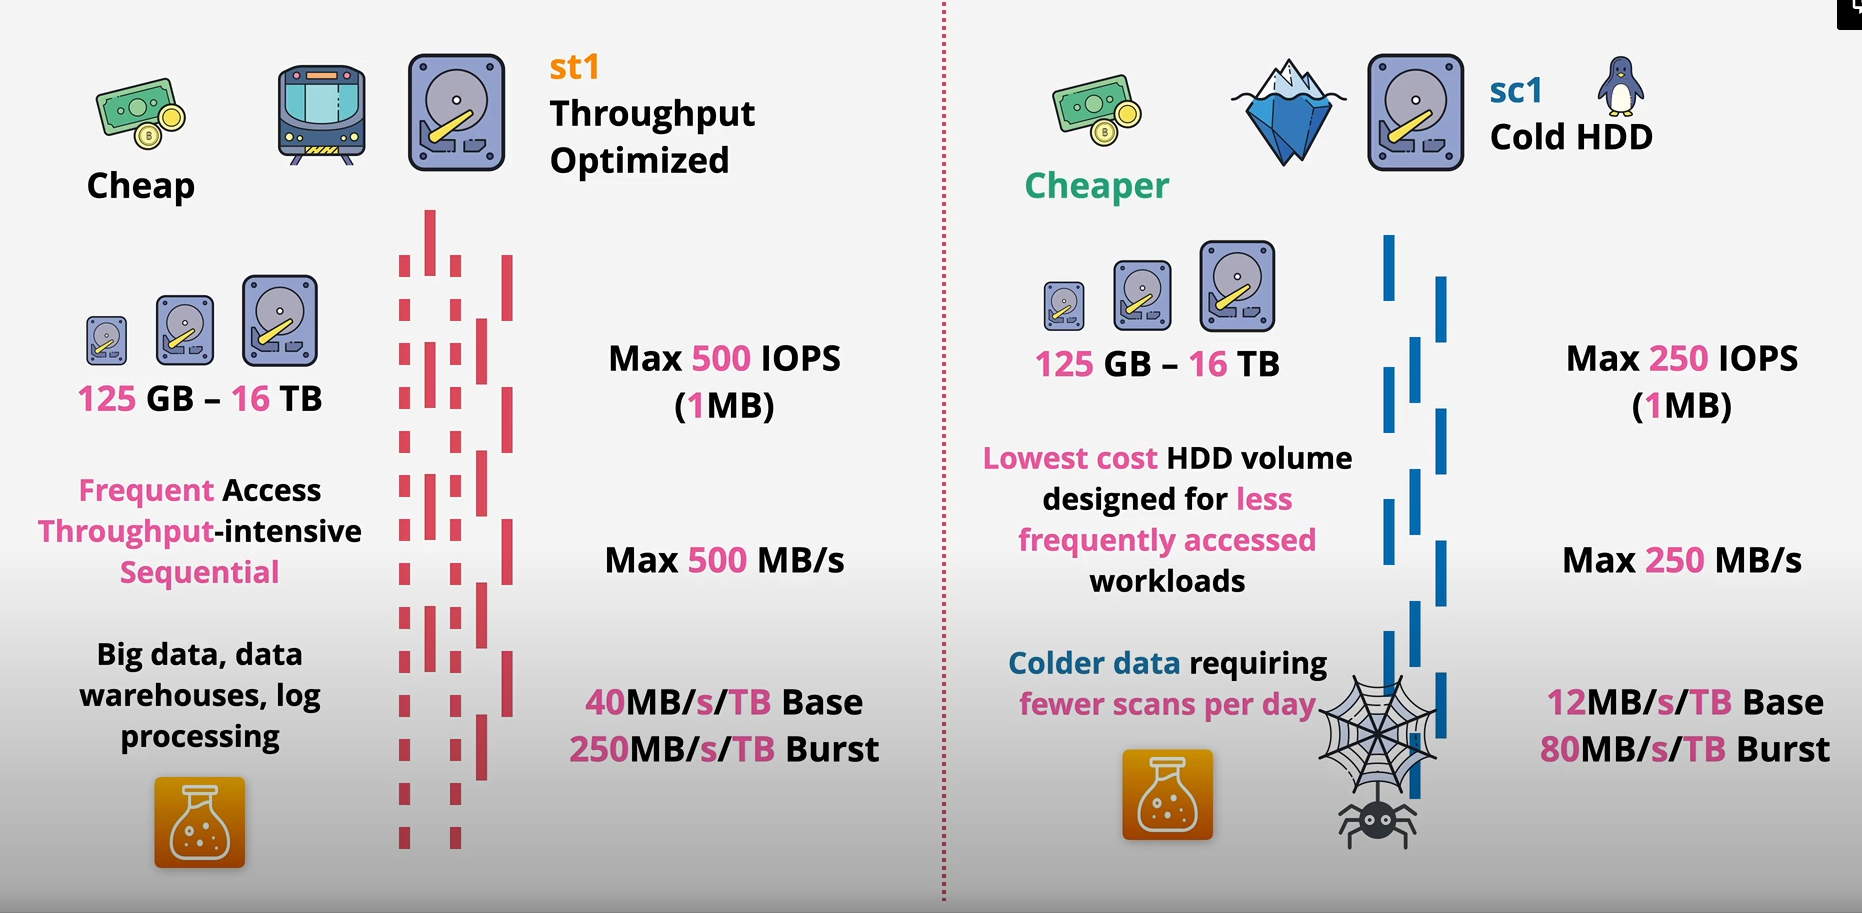 st1
Throughput
Optimized
Cheap
125 GB – 16 TB
Max 500 IOPS
(1MB)
Frequent Access
Throughput-intensive
Sequential
Max 500 MB/s
Big data, data
warehouses, log
processing
40MB/s/TB Base
250MB/s/TB Burst
sc1
Cold HDD
Cheaper
125 GB – 16 TB
Max 250 IOPS
(1MB)
Lowest cost HDD volume
designed for less
frequently accessed
workloads
Max 250 MB/s
Colder data requiring
fewer scans per day
12MB/s/TB Base
80MB/s/TB Burst